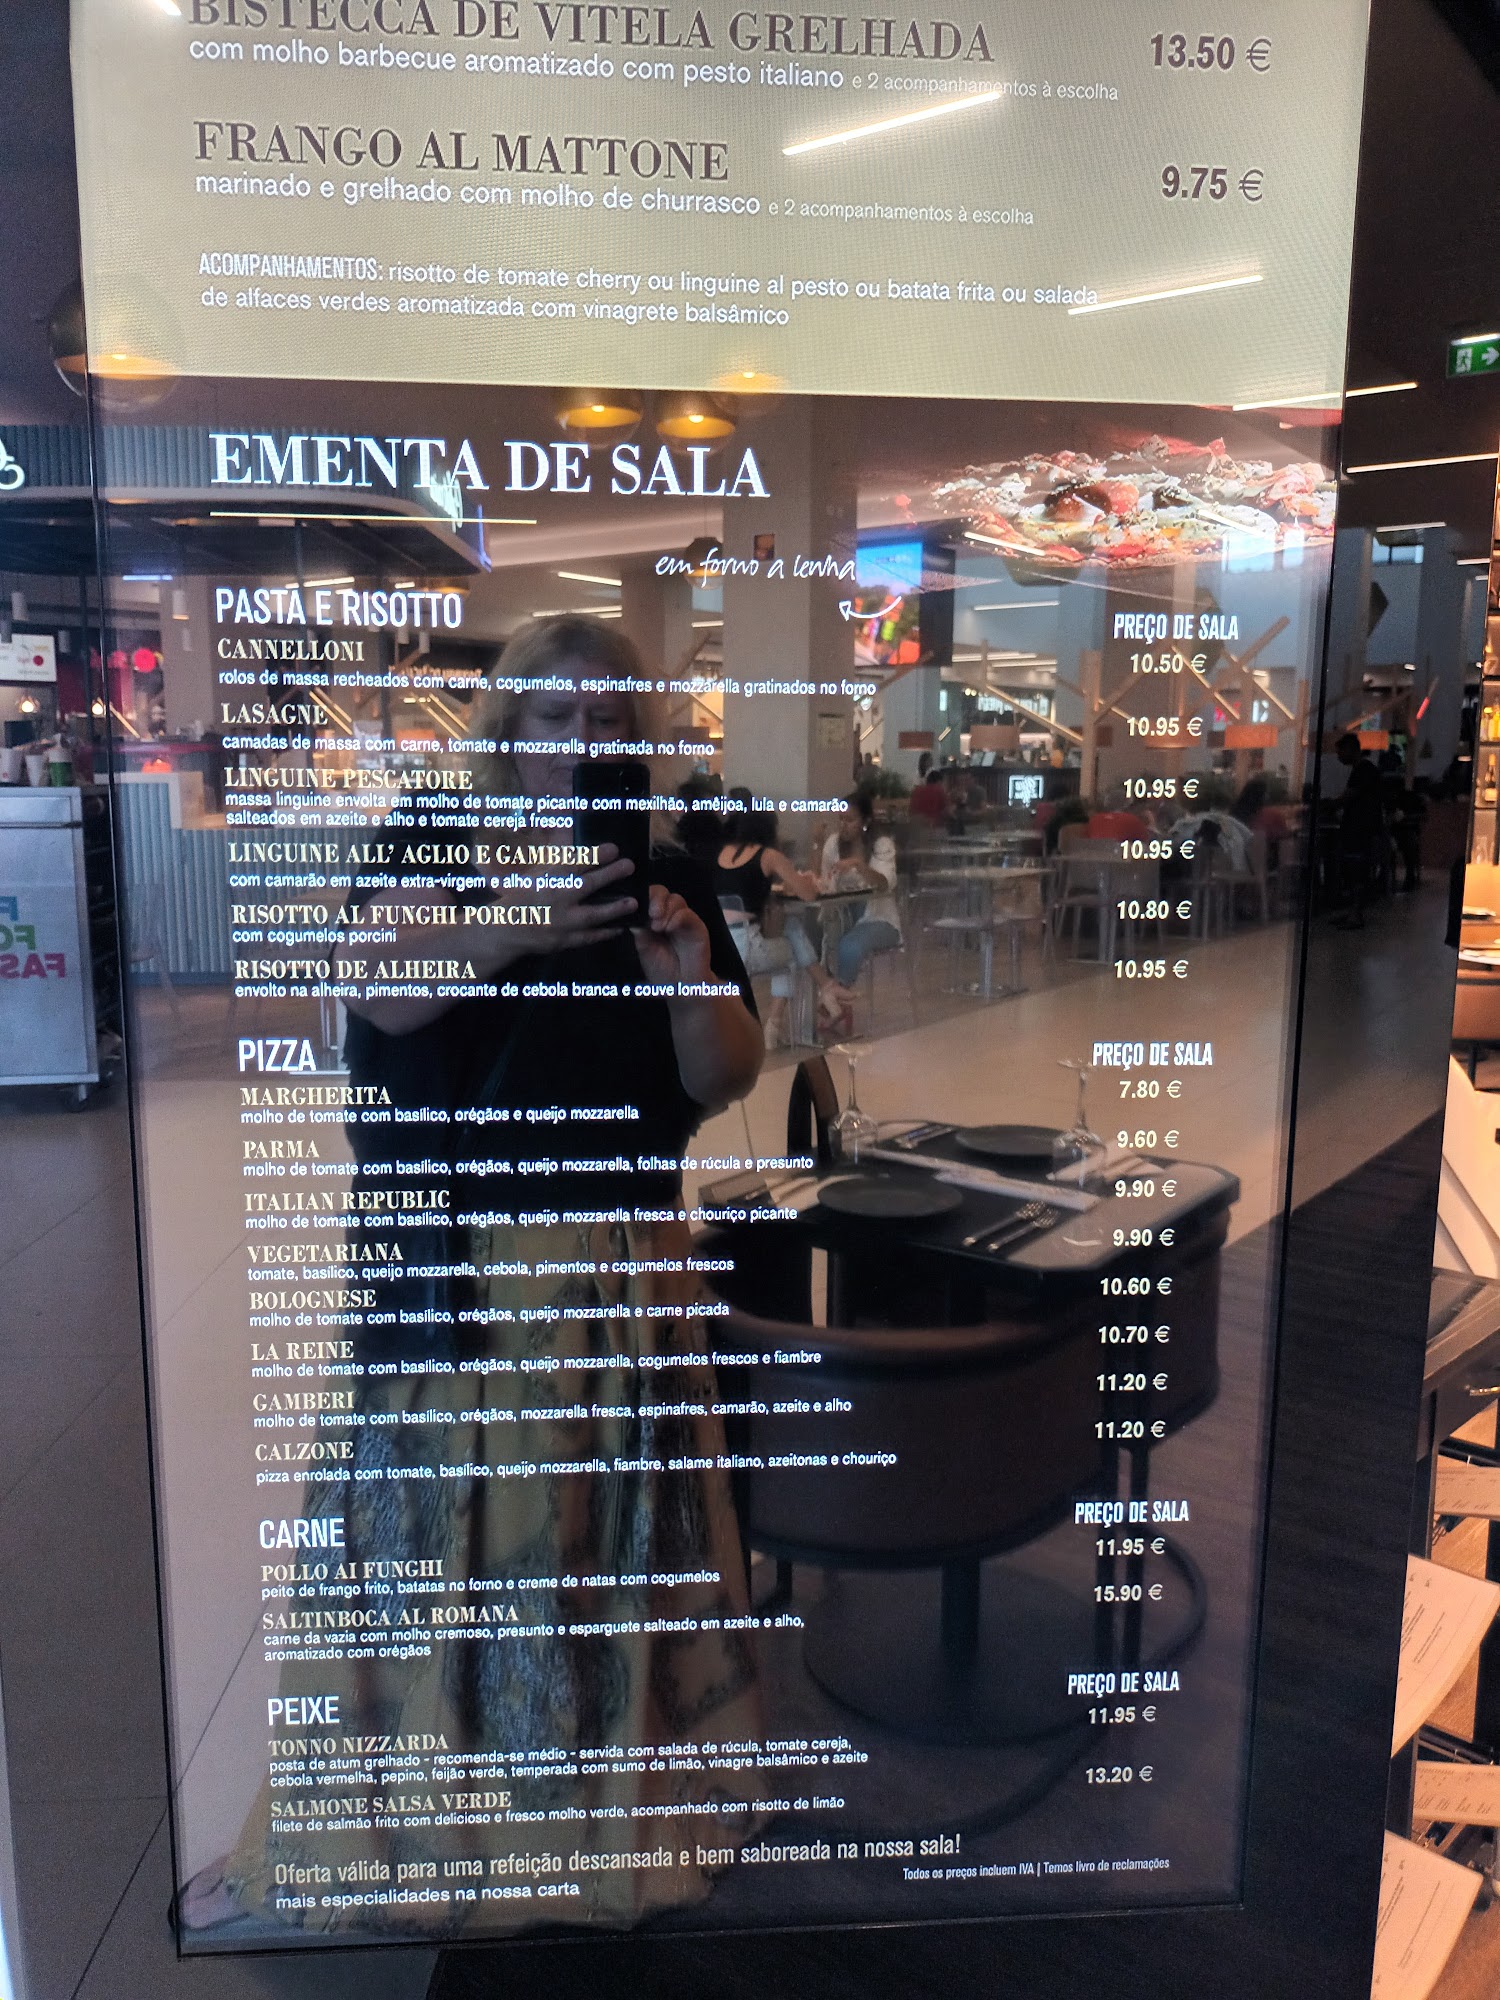 BISTECCA DE VITELA GRELHADA 13.50 €
com molho barbecue aromatizado com pesto italiano e 2 acompanhamentos à escolha
FRANGO AL MATTONE 9.75 €
marinado e grelhado com molho de churrasco e 2 acompanhamentos à escolha
ACOMPANHAMENTOS: risotto de tomate cherry ou linguine al pesto ou batata frita ou salada
de alfaces verdes aromatizada com vinagrete balsâmico
EMENTA DE SALA
em forno a lenha
PASTA E RISOTTO PREÇO DE SALA
CANNELLONI 10.50 €
rolos de massa recheados com carne, cogumelos, espinafres e mozzarella gratinados no forno
LASAGNE 10.95 €
camadas de massa com carne, tomate e mozzarella gratinada no forno
LINGUINE PESCATORE 10.95 €
massa linguine envolta em molho de tomate picante com mexilhão, amêijoa, lula e camarão
salteados em azeite e alho e tomate cereja fresco
LINGUINE ALL' AGLIO E GAMBERI 10.95 €
com camarão em azeite extra-virgem e alho picado
RISOTTO AL FUNGHI PORCINI 10.80 €
com cogumelos porcini
RISOTTO DE ALHEIRA 10.95 €
envolto na alheira, pimentos, crocante de cebola branca e couve lombarda
PIZZA PREÇO DE SALA
MARGHERITA 7.80 €
molho de tomate com basílico, orégãos e queijo mozzarella
PARMA 9.60 €
molho de tomate com basílico, orégãos, queijo mozzarella, folhas de rúcula e presunto
ITALIAN REPUBLIC 9.90 €
molho de tomate com basílico, orégãos, queijo mozzarella fresca e chouriço picante
VEGETARIANA 9.90 €
tomate, basílico, queijo mozzarella, cebola, pimentos e cogumelos frescos
BOLOGNESE 10.60 €
molho de tomate com basílico, orégãos, queijo mozzarella e carne picada
LA REINE 10.70 €
molho de tomate com basílico, orégãos, queijo mozzarella, cogumelos frescos e fiambre
GAMBERI 11.20 €
molho de tomate com basílico, orégãos, mozzarella fresca, espinafres, camarão, azeite e alho
CALZONE 11.20 €
pizza enrolada com tomate, basílico, queijo mozzarella, fiambre, salame italiano, azeitonas e chouriço
CARNE PREÇO DE SALA
POLLO AI FUNGHI 11.95 €
peito de frango frito, batatas no forno e creme de natas com cogumelos
SALTINBOCA AL ROMANA 15.90 €
carne da vazia com molho cremoso, presunto e esparguete salteado em azeite e alho,
aromatizado com orégãos
PEIXE PREÇO DE SALA
TONNO NIZZARDA 11.95 €
posta de atum grelhado - recomenda-se médio - servida com salada de rúcula, tomate cereja,
cebola vermelha, pepino, feijão verde, temperada com sumo de limão, vinagre balsâmico e azeite
SALMONE SALSA VERDE 13.20 €
filete de salmão frito com delicioso e fresco molho verde, acompanhado com risotto de limão
Oferta válida para uma refeição descansada e bem saboreada na nossa sala!
mais especialidades na nossa carta
Todos os preços incluem IVA | Temos livro de reclamações